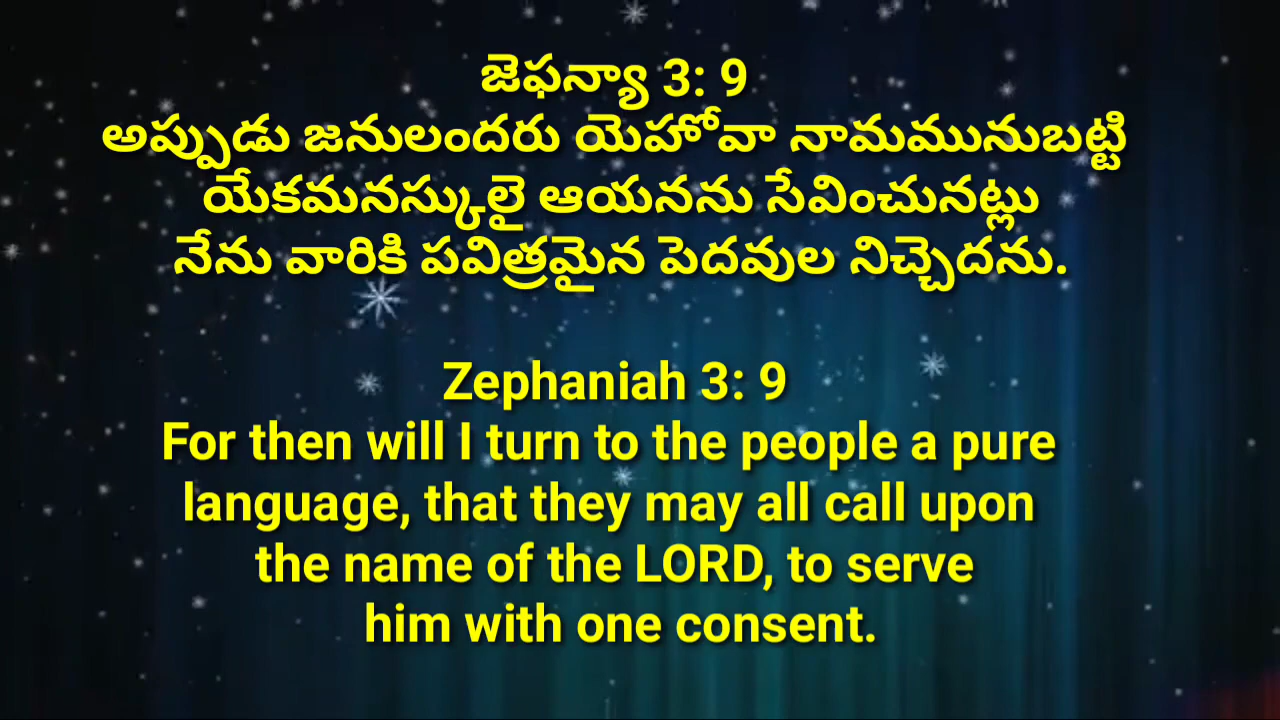 జెఫన్యా 3: 9
అప్పుడు జనులందరు యెహోవా నామమునుబట్టి
యేకమనస్కులై ఆయనను సేవించునట్లు
నేను వారికి పవిత్రమైన పెదవుల నిచ్చెదను.
Zephaniah 3: 9
For then will I turn to the people a pure
language, that they may all call upon
the name of the LORD, to serve
him with one consent.